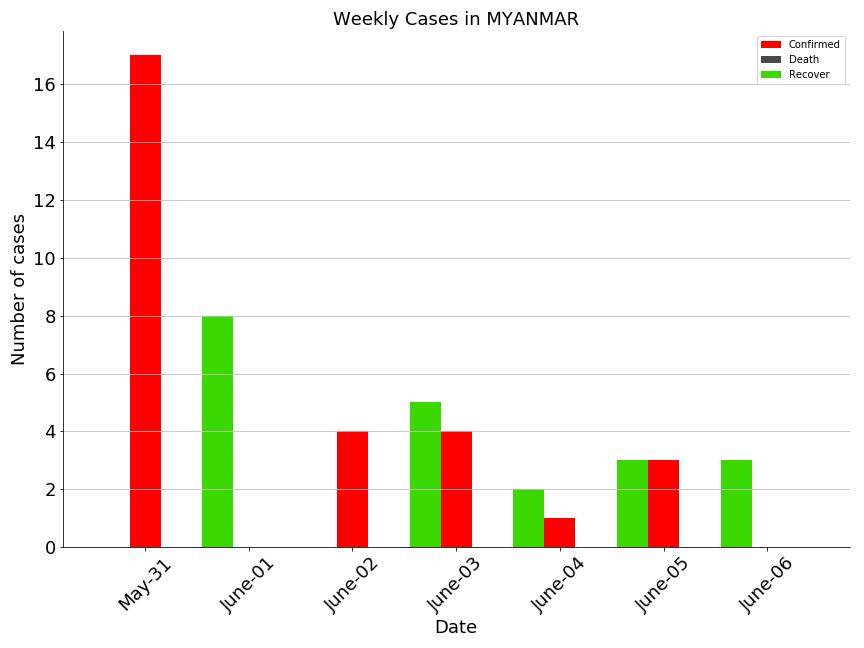 Weekly Cases in MYANMAR
Confirmed
Death
Recover
Number of cases
16
14
12
10
8
6
4
2
0
May-31
June-01
June-02
June-03
June-04
June-05
June-06
Date